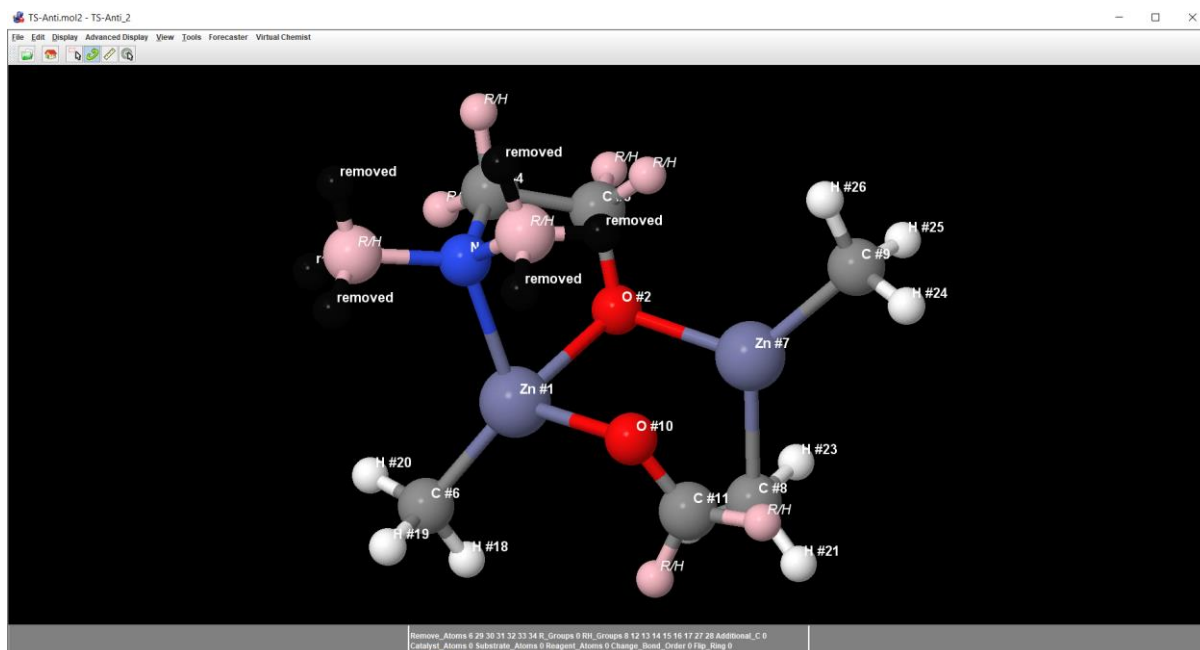 TS-Anti.mol2 - TS-Anti_2
File Edit Display Advanced Display View Tools Forecaster Virtual Chemist
R/H
removed
removed
4
R/H
R/H
R/H
C #26
R/H
removed
H #25
R/H
N
C #9
removed
removed
H #24
O #2
Zn #7
Zn #1
O #10
H #23
H #20
C #6
C #11
C #8
R/H
H #19
H #18
H #21
R/H
Remove_Atoms 6 29 30 31 32 33 34 R_Groups 0 RH_Groups 8 12 13 14 15 16 17 27 28 Additional_C 0
Catalyst_Atoms 0 Substrate_Atoms 0 Reagent_Atoms 0 Change_Bond_Order 0 Flip_Ring 0